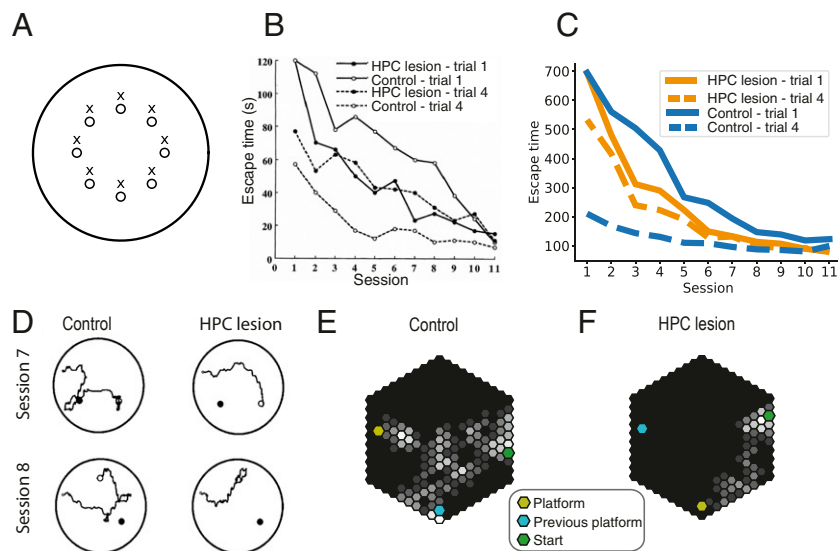 A
x
x x
x x
x x
x
B
Escape time (s)
120
100
80
60
40
20
0
HPC lesion - trial 1
Control - trial 1
HPC lesion - trial 4
Control - trial 4
1 2 3 4 5 6 7 8 9 10 11
Session
C
Escape time
700
600
500
400
300
200
100
HPC lesion - trial 1
HPC lesion - trial 4
Control - trial 1
Control - trial 4
1 2 3 4 5 6 7 8 9 10 11
Session
D
Control HPC lesion
Session 7
Session 8
E
Control
F
HPC lesion
Platform
Previous platform
Start